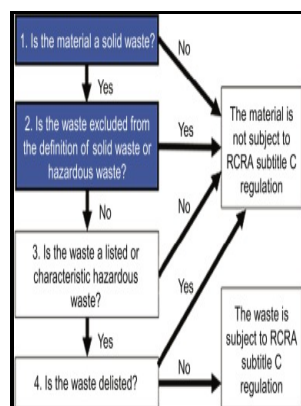 1. Is the material a solid waste?
No
Yes
2. Is the waste excluded from
the definition of solid waste or
hazardous waste?
Yes
The material is
not subject to
RCRA subtitle C
regulation
No
No
3. Is the waste a listed or
characteristic hazardous
waste?
Yes
Yes
4. Is the waste delisted?
No
The waste is
subject to RCRA
subtitle C
regulation